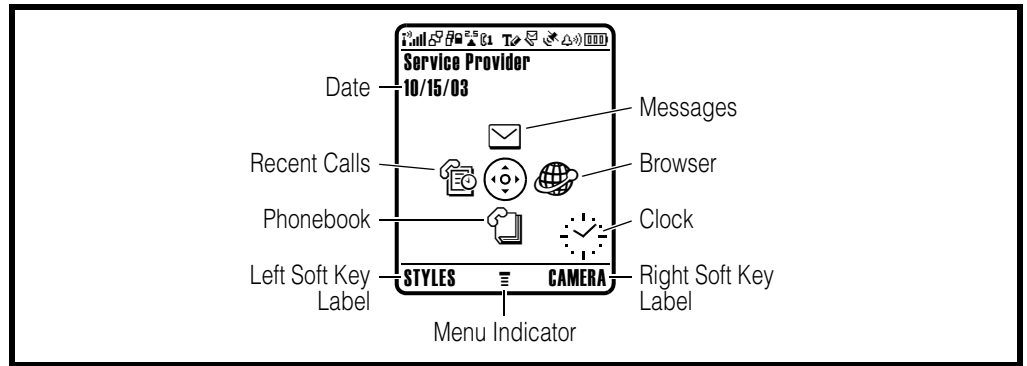 Service Provider
Date
10/15/03
Messages
Recent Calls
Browser
Phonebook
Clock
Left Soft Key
Label
STYLES
CAMERA
Right Soft Key
Label
Menu Indicator